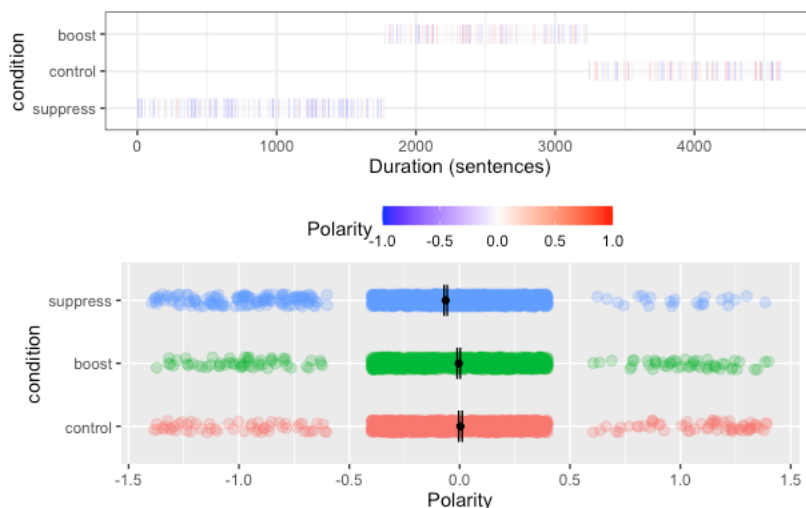 boost
control
suppress
condition
0 1000 2000 3000 4000
Duration (sentences)
Polarity
-1.0 -0.5 0.0 0.5 1.0
suppress
boost
control
condition
-1.5 -1.0 -0.5 0.0 0.5 1.0 1.5
Polarity